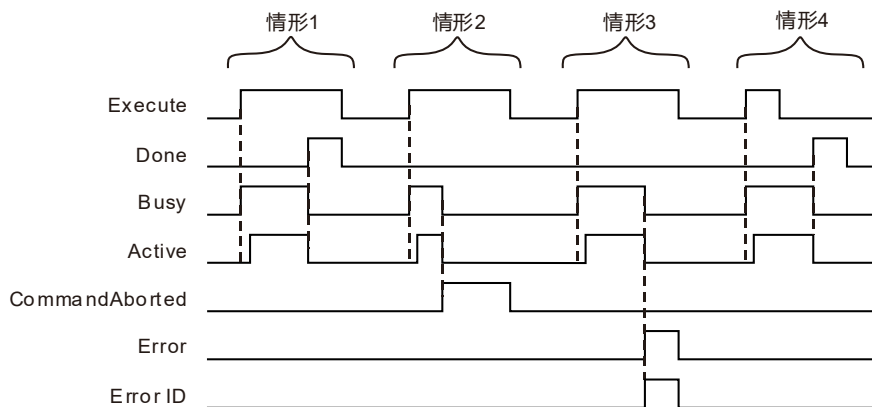 情形1 情形2 情形3 情形4
Execute
Done
Busy
Active
CommandAborted
Error
Error ID